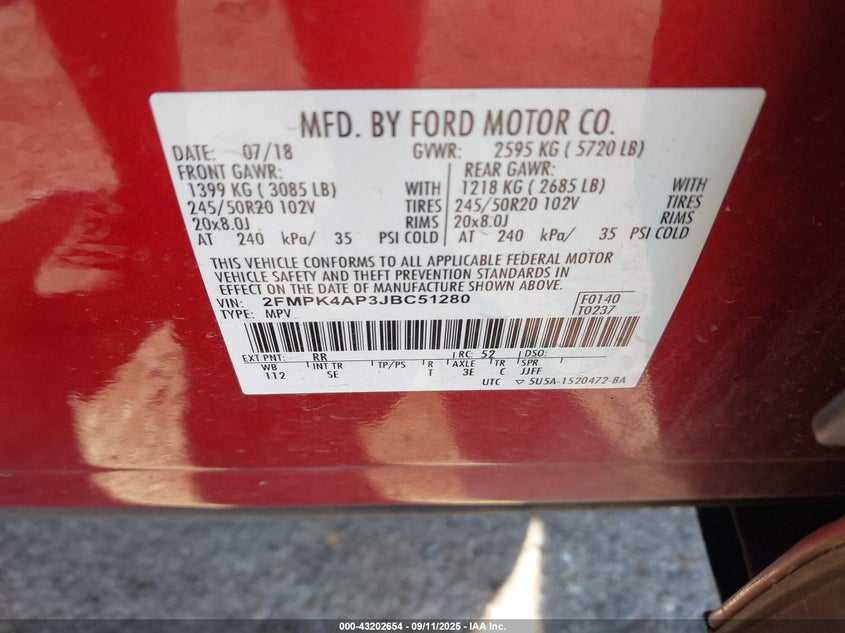 MFD. BY FORD MOTOR CO.
DATE: 07/18 GVWR: 2595 KG ( 5720 LB)
FRONT GAWR: REAR GAWR:
1399 KG ( 3085 LB) WITH 1218 KG ( 2685 LB) WITH
245/50R20 102V TIRES 245/50R20 102V TIRES
20x8.0J RIMS 20x8.0J RIMS
AT 240 kPa/ 35 PSI COLD AT 240 kPa/ 35 PSI COLD
THIS VEHICLE CONFORMS TO ALL APPLICABLE FEDERAL MOTOR
VEHICLE SAFETY AND THEFT PREVENTION STANDARDS IN
EFFECT ON THE DATE OF MANUFACTURE SHOWN ABOVE.
VIN: 2FMPK4AP3JBC51280 F0140
TYPE: MPV T0237
EXT PNT: RR RC: 52 DSO:
WB INT TR TP/PS R AXLE TR SPR
112 SE T 3E C JJFF
UTC ▽ 5U5A-1520472-BA
000-43202654 - 09/11/2025 - IAA Inc.